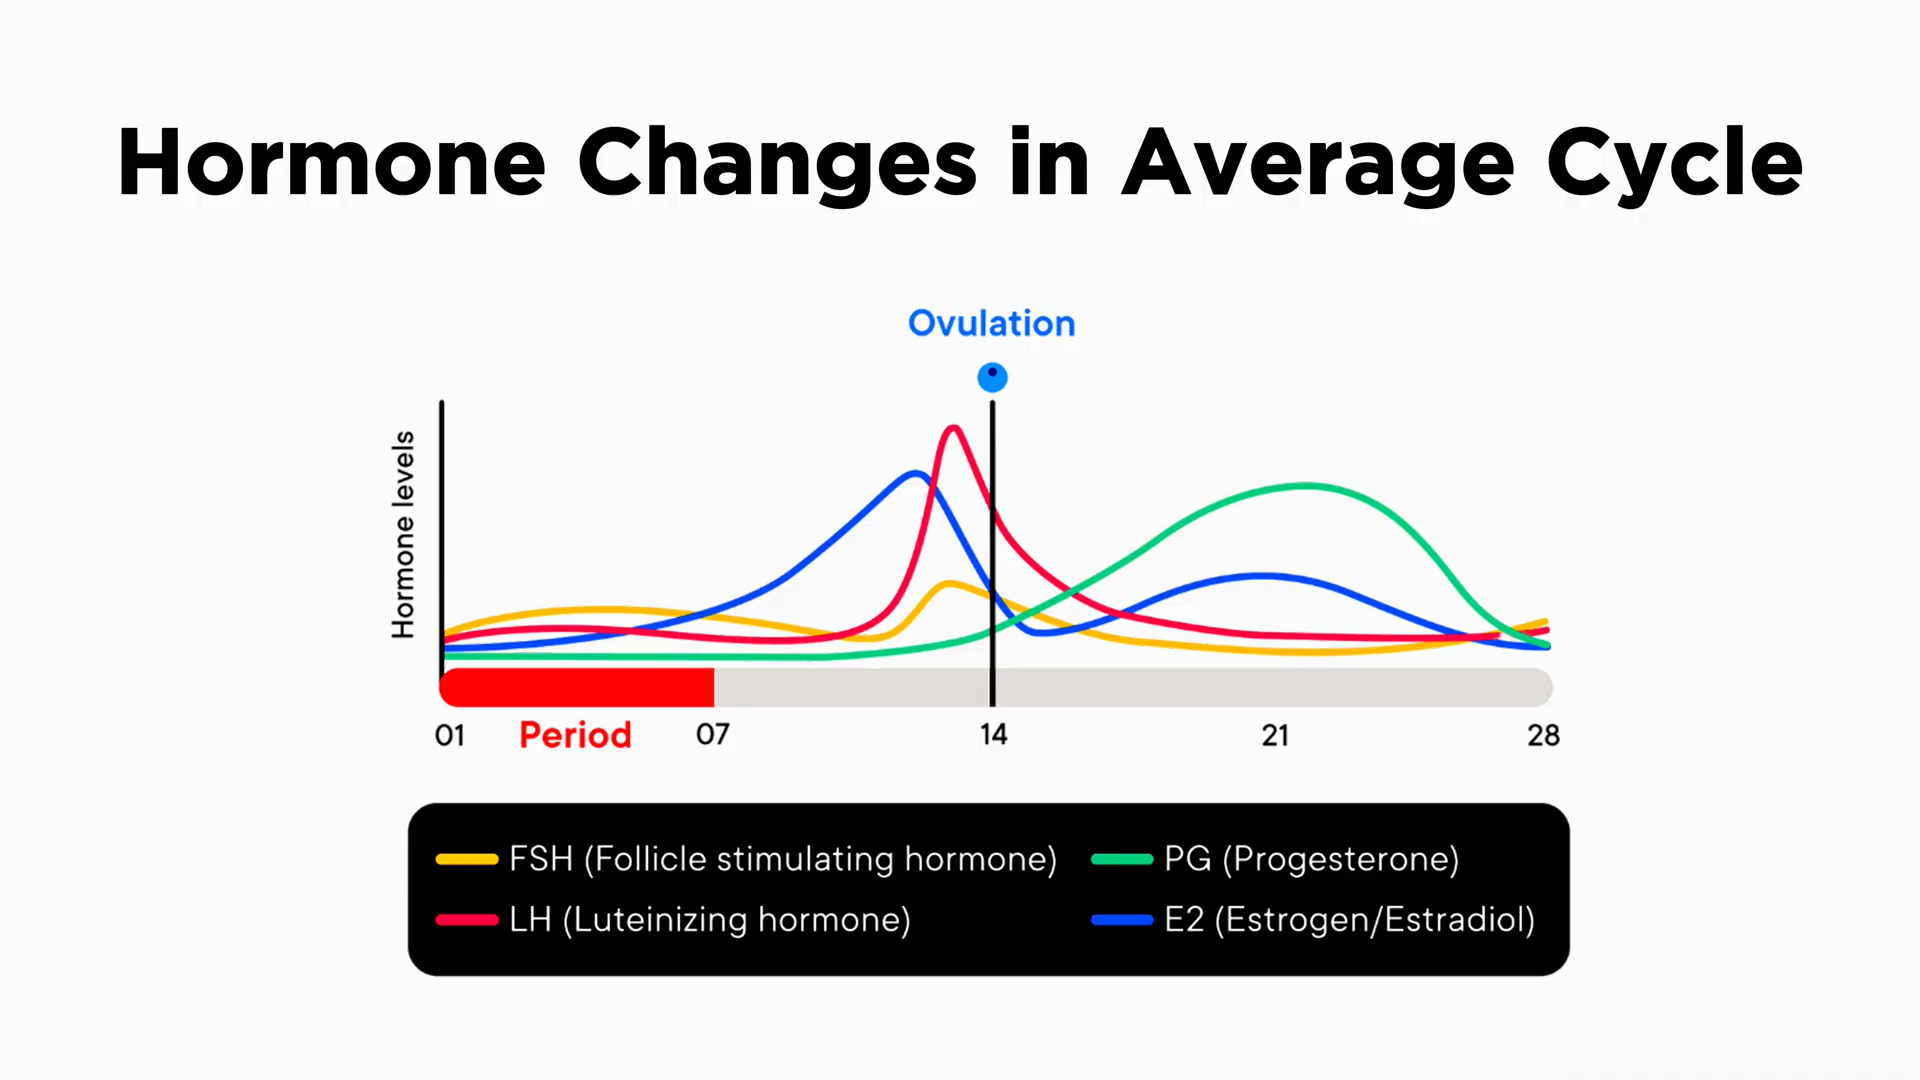 Hormone Changes in Average Cycle
Ovulation
Hormone levels
01 Period 07 14 21 28
FSH (Follicle stimulating hormone) PG (Progesterone)
LH (Luteinizing hormone) E2 (Estrogen/Estradiol)